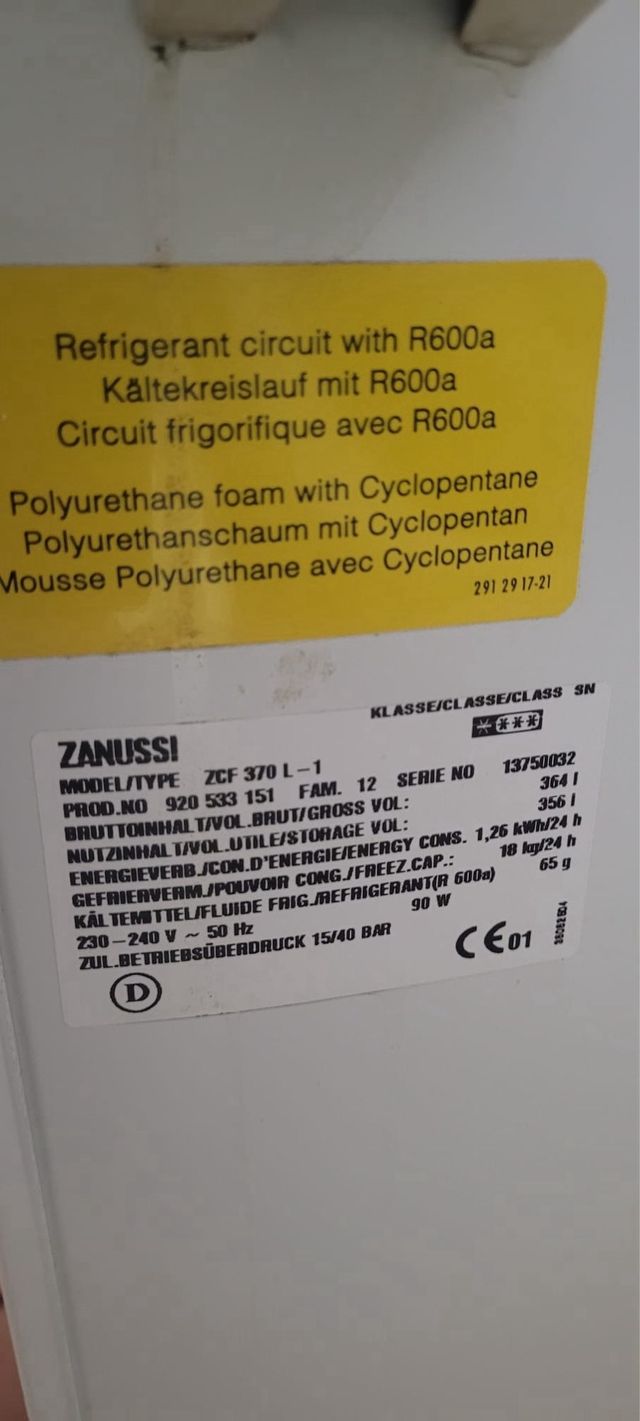 Refrigerant circuit with R600a
Kältekreislauf mit R600a
Circuit frigorifique avec R600a
Polyurethane foam with Cyclopentane
Polyurethanschaum mit Cyclopentan
Mousse Polyurethane avec Cyclopentane
291 29 17-21
KLASSE/CLASSE/CLASS SN
ZANUSSI
MODEL/TYPE ZCF 370 L-1
PROD.NO 920 533 151 FAM. 12 SERIE NO 13750032
BRUTTOINHALT/VOL.BRUT/GROSS VOL: 364 l
NUTZINHALT/VOL.UTILE/STORAGE VOL: 356 l
ENERGIEVERB./CON.D'ENERGIE/ENERGY CONS. 1,26 kWh/24 h
GEFRIERVERM./POUVOIR CONG./FREEZ.CAP.: 18 kg/24 h
KÄLTEMITTEL/FLUIDE FRIG./REFRIGERANT(R 600a) 65 g
230-240 V ~ 50 Hz 90 W
ZUL.BETRIEBSÜBERDRUCK 15/40 BAR
CE 01
D